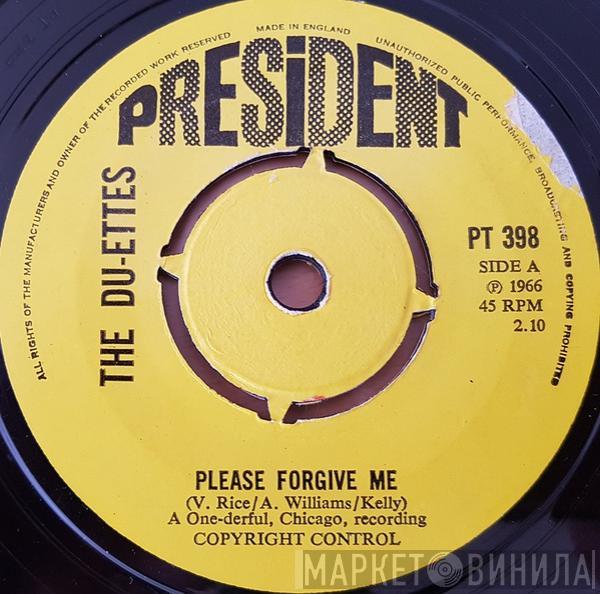 MADE IN ENGLAND
ALL RIGHTS OF THE MANUFACTURERS AND OWNER OF THE RECORDED WORK RESERVED
UNAUTHORIZED PUBLIC PERFORMANCE, BROADCASTING AND COPYING PROHIBITED
PRESiDENT
THE DU-ETTES
PT 398
SIDE A
℗ 1966
45 RPM
2.10
PLEASE FORGIVE ME
(V. Rice/A. Williams/Kelly)
A One-derful, Chicago, recording
COPYRIGHT CONTROL
МАРКЕТ ВИНИЛА